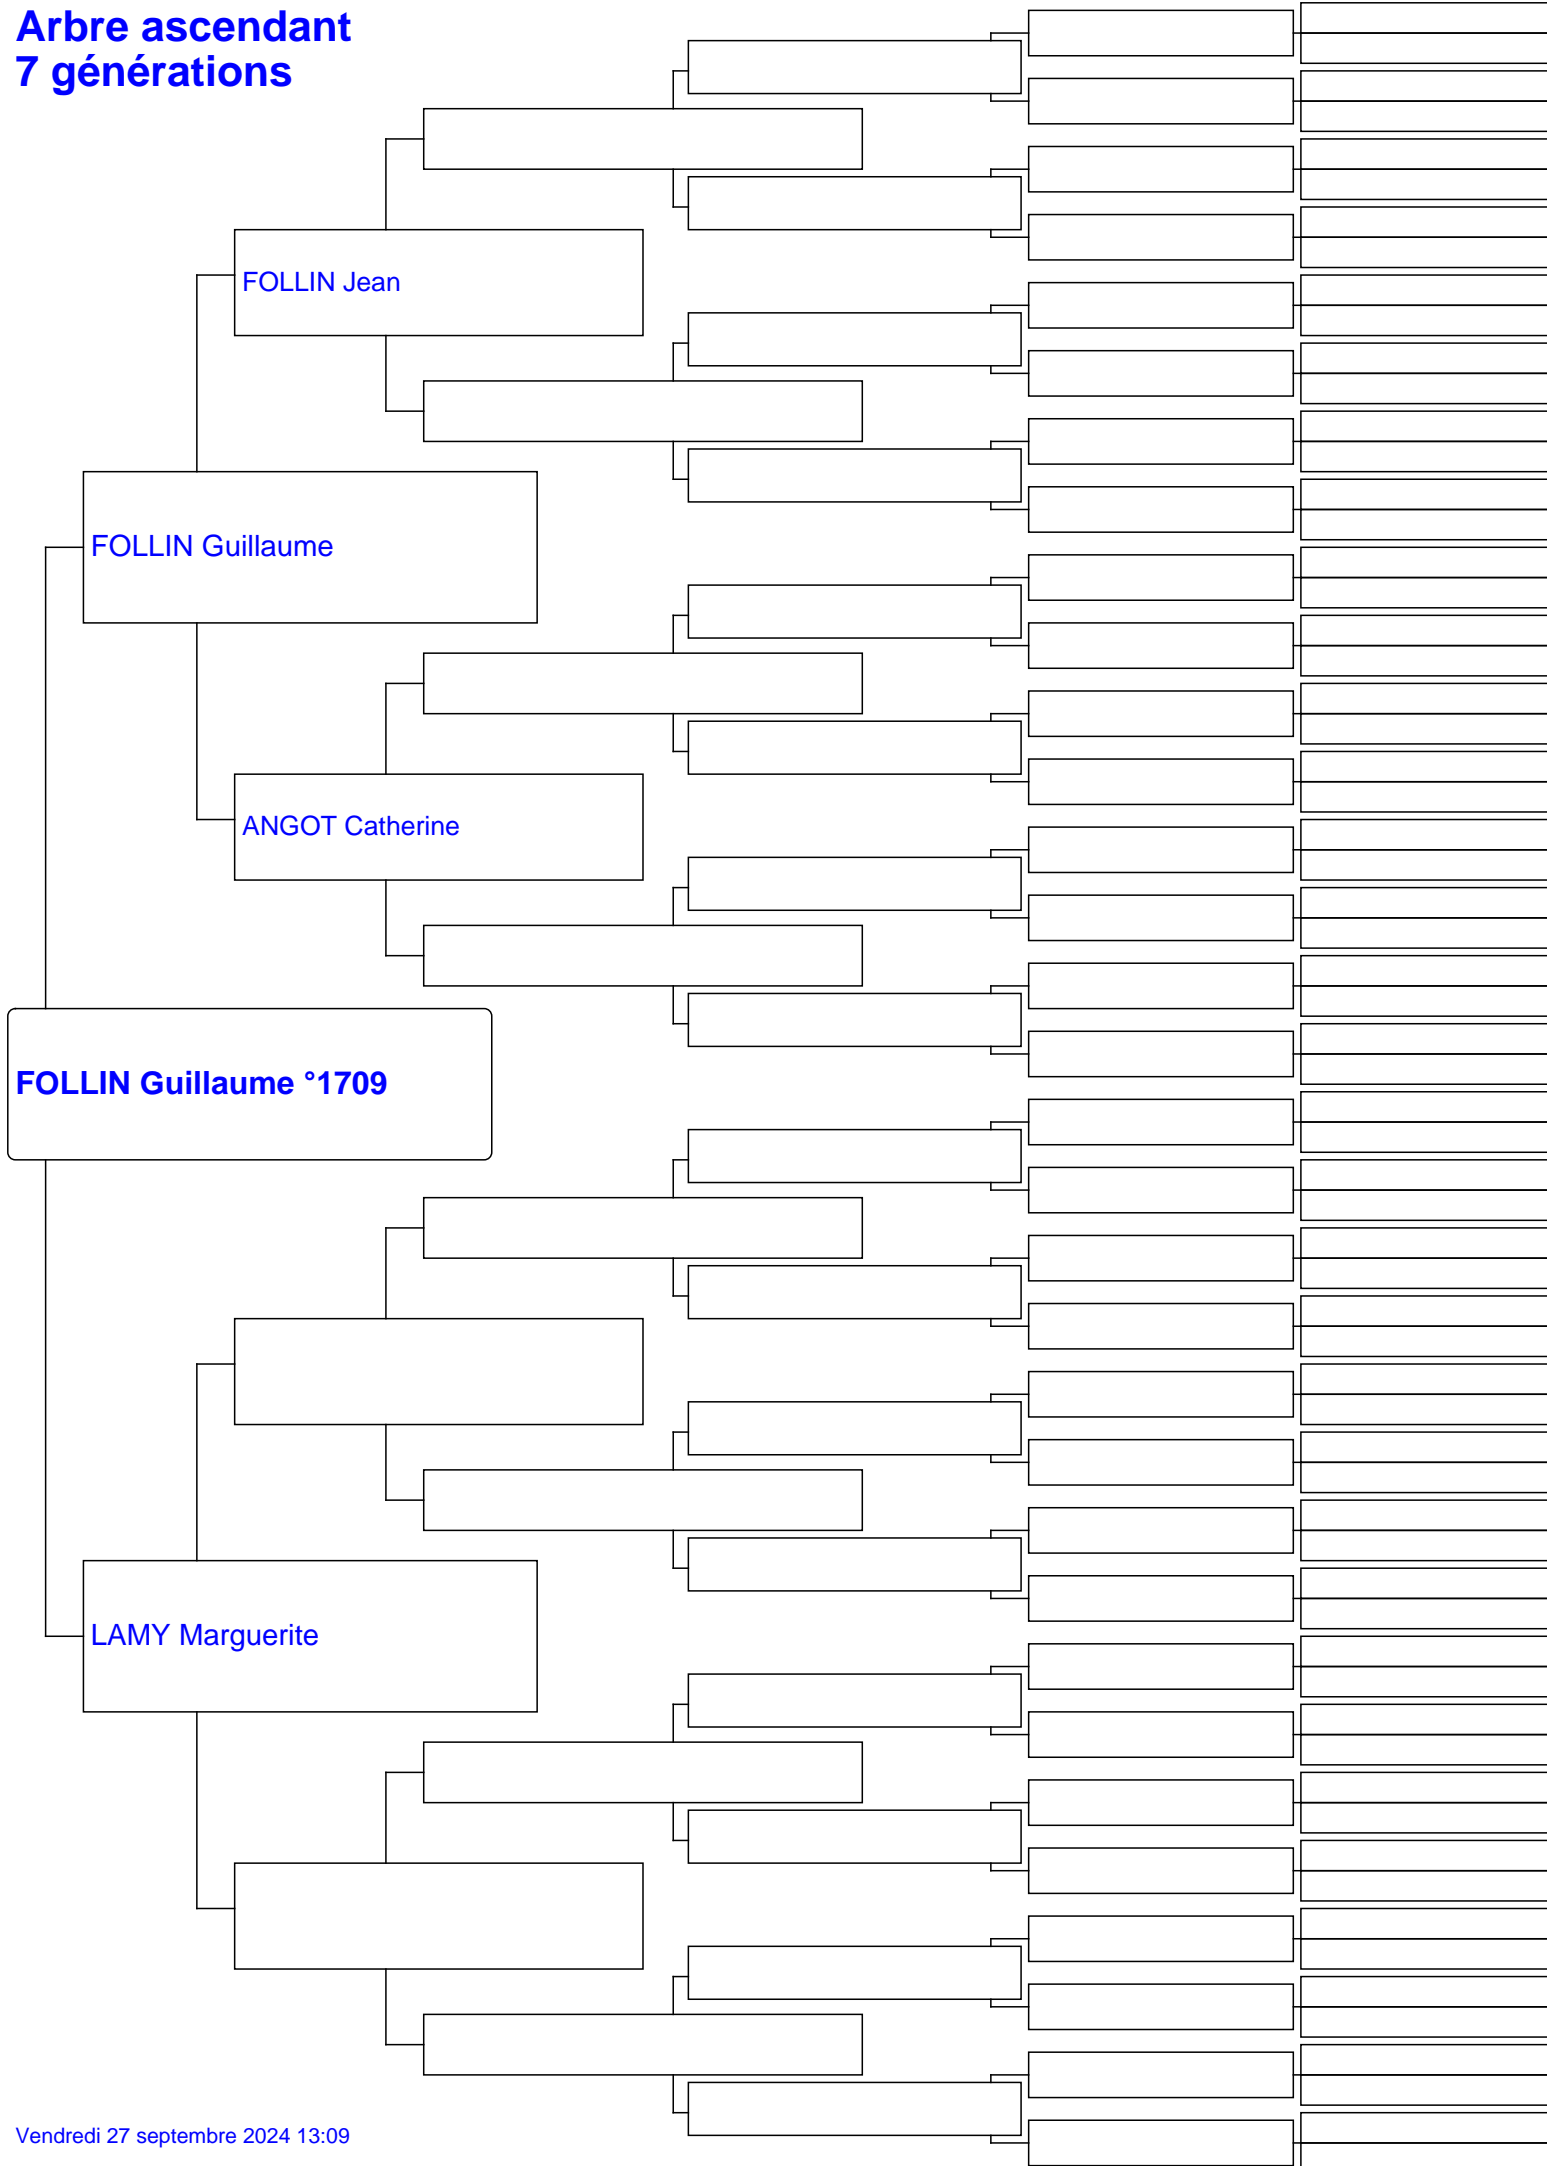 Arbre ascendant
7 générations
FOLLIN Jean
FOLLIN Guillaume
ANGOT Catherine
FOLLIN Guillaume °1709
LAMY Marguerite
Vendredi 27 septembre 2024 13:09